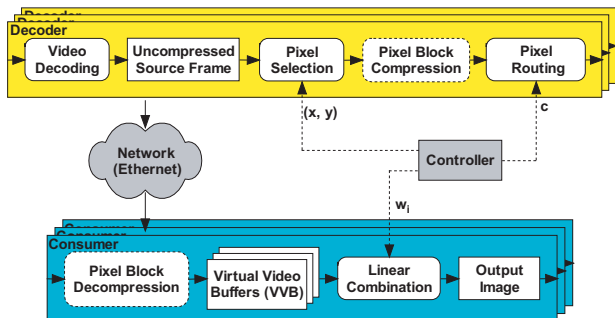 Decoder
Decoder
Decoder
Video
Decoding
Uncompressed
Source Frame
Pixel
Selection
Pixel Block
Compression
Pixel
Routing
(x, y)
c
Network
(Ethernet)
Controller
w_i
Consumer
Consumer
Consumer
Pixel Block
Decompression
Virtual Video
Buffers (VVB)
Linear
Combination
Output
Image